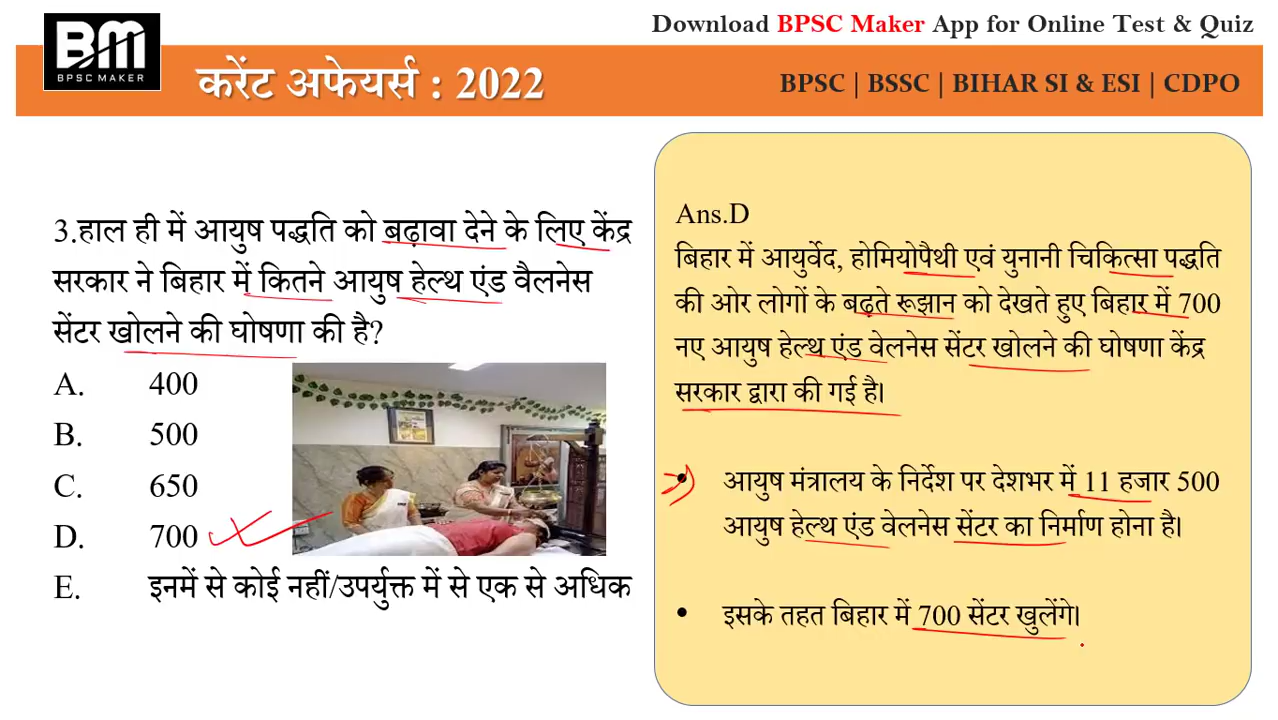 Download BPSC Maker App for Online Test & Quiz
BM
BPSC MAKER
करेंट अफेयर्स : 2022
BPSC | BSSC | BIHAR SI & ESI | CDPO
3.हाल ही में आयुष पद्धति को बढ़ावा देने के लिए केंद्र
सरकार ने बिहार में कितने आयुष हेल्थ एंड वैलनेस
सेंटर खोलने की घोषणा की है?
A. 400
B. 500
C. 650
D. 700
E. इनमें से कोई नहीं/उपर्युक्त में से एक से अधिक
Ans.D
बिहार में आयुर्वेद, होमियोपैथी एवं युनानी चिकित्सा पद्धति
की ओर लोगों के बढ़ते रूझान को देखते हुए बिहार में 700
नए आयुष हेल्थ एंड वेलनेस सेंटर खोलने की घोषणा केंद्र
सरकार द्वारा की गई है।
• आयुष मंत्रालय के निर्देश पर देशभर में 11 हजार 500
आयुष हेल्थ एंड वेलनेस सेंटर का निर्माण होना है।
• इसके तहत बिहार में 700 सेंटर खुलेंगे।